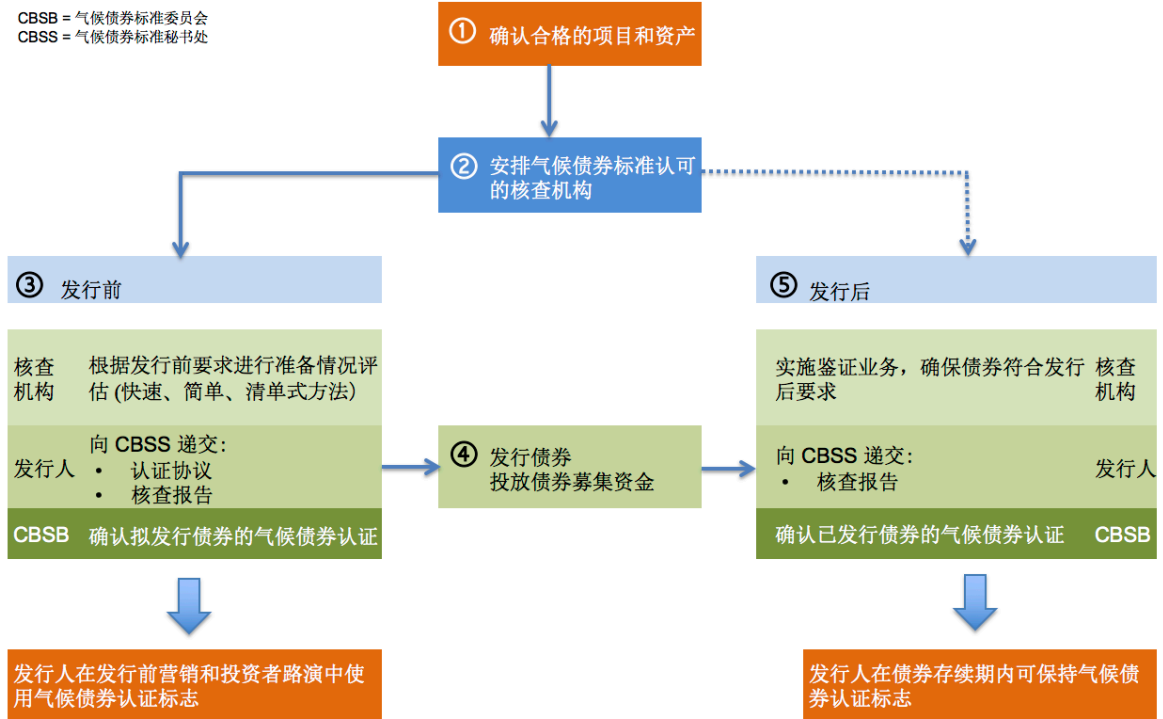 CBSB = 气候债券标准委员会
CBSS = 气候债券标准秘书处
① 确认合格的项目和资产
② 安排气候债券标准认可
的核查机构
③ 发行前
核查
机构
根据发行前要求进行准备情况评
估 (快速、简单、清单式方法)
发行人
向 CBSS 递交:
• 认证协议
• 核查报告
CBSB 确认拟发行债券的气候债券认证
发行人在发行前营销和投资者路演中使
用气候债券认证标志
④ 发行债券
投放债券募集资金
⑤ 发行后
实施鉴证业务，确保债券符合发行
后要求
核查
机构
向 CBSS 递交:
• 核查报告
发行人
确认已发行债券的气候债券认证 CBSB
发行人在债券存续期内可保持气候债
券认证标志